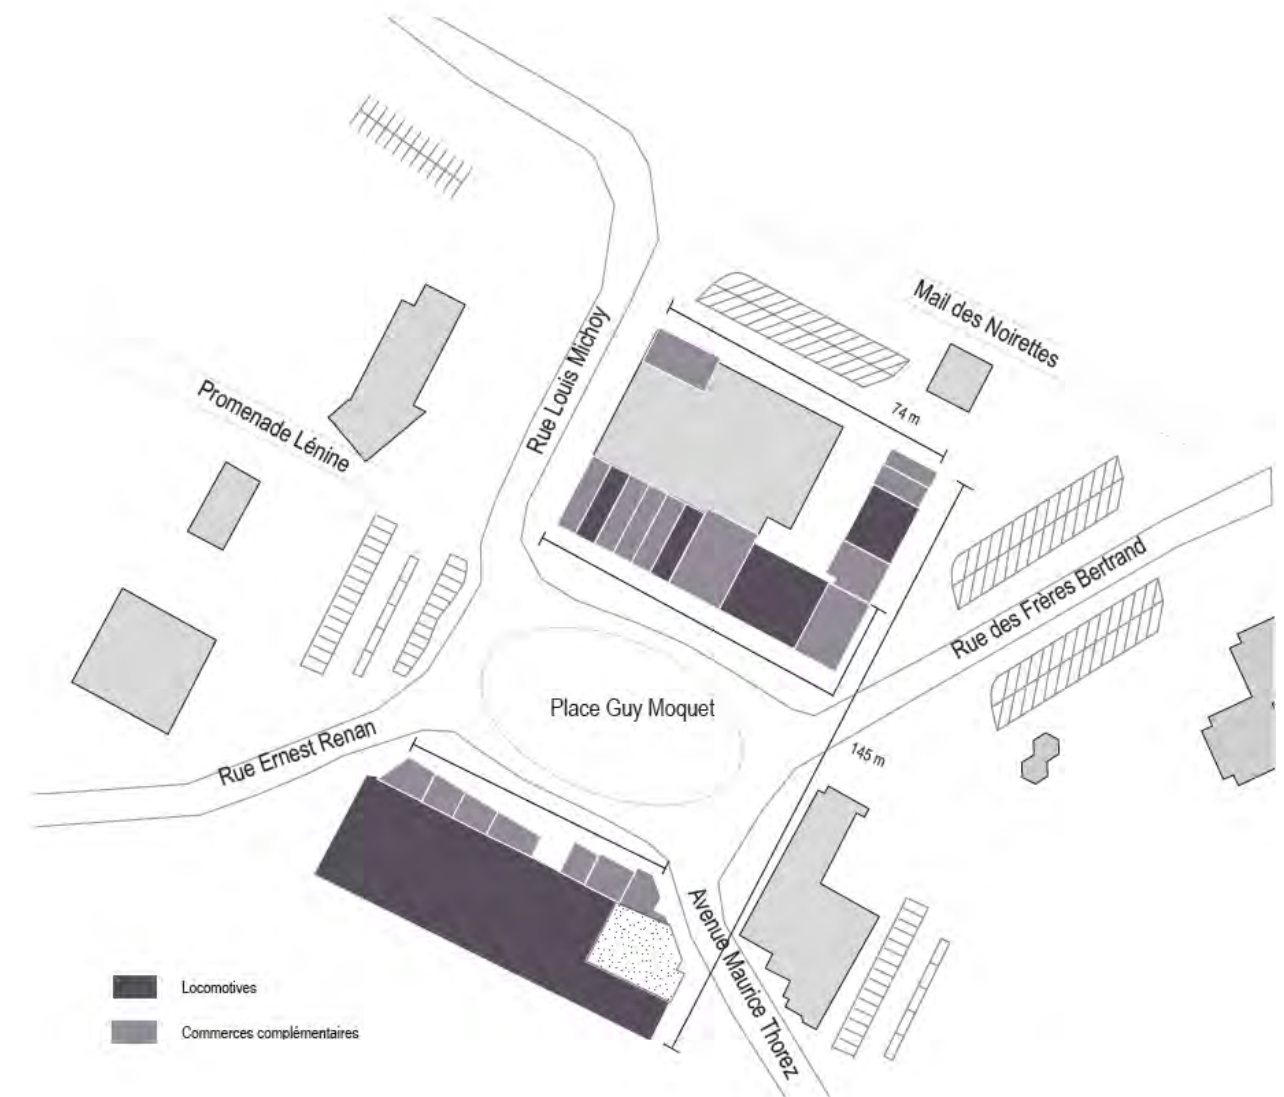 Mail des Noirettes
Rue Louis Michoy
74 m
Promenade Lénine
Rue des Frères Bertrand
Place Guy Moquet
Rue Ernest Renan
145 m
Avenue Maurice Thorez
Locomotives
Commerces complémentaires